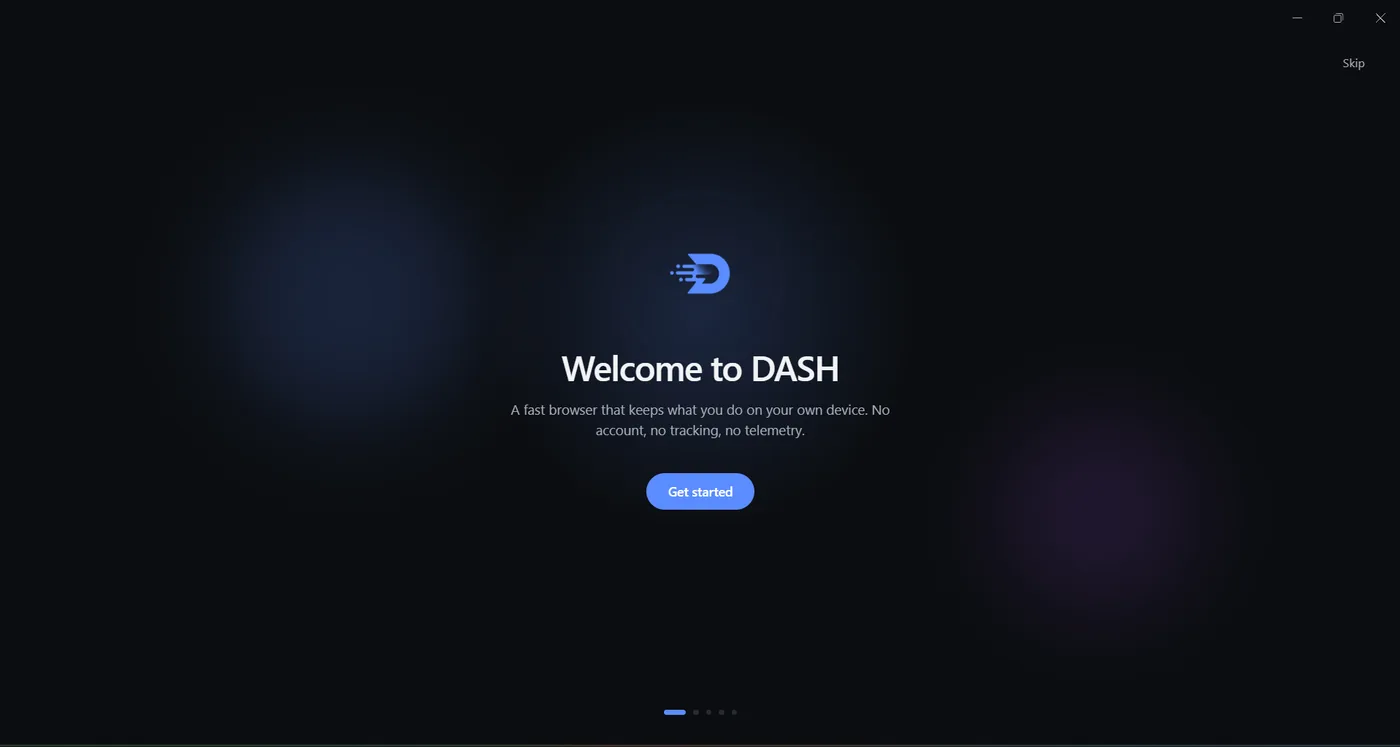 Skip
Welcome to DASH
A fast browser that keeps what you do on your own device. No
account, no tracking, no telemetry.
Get started